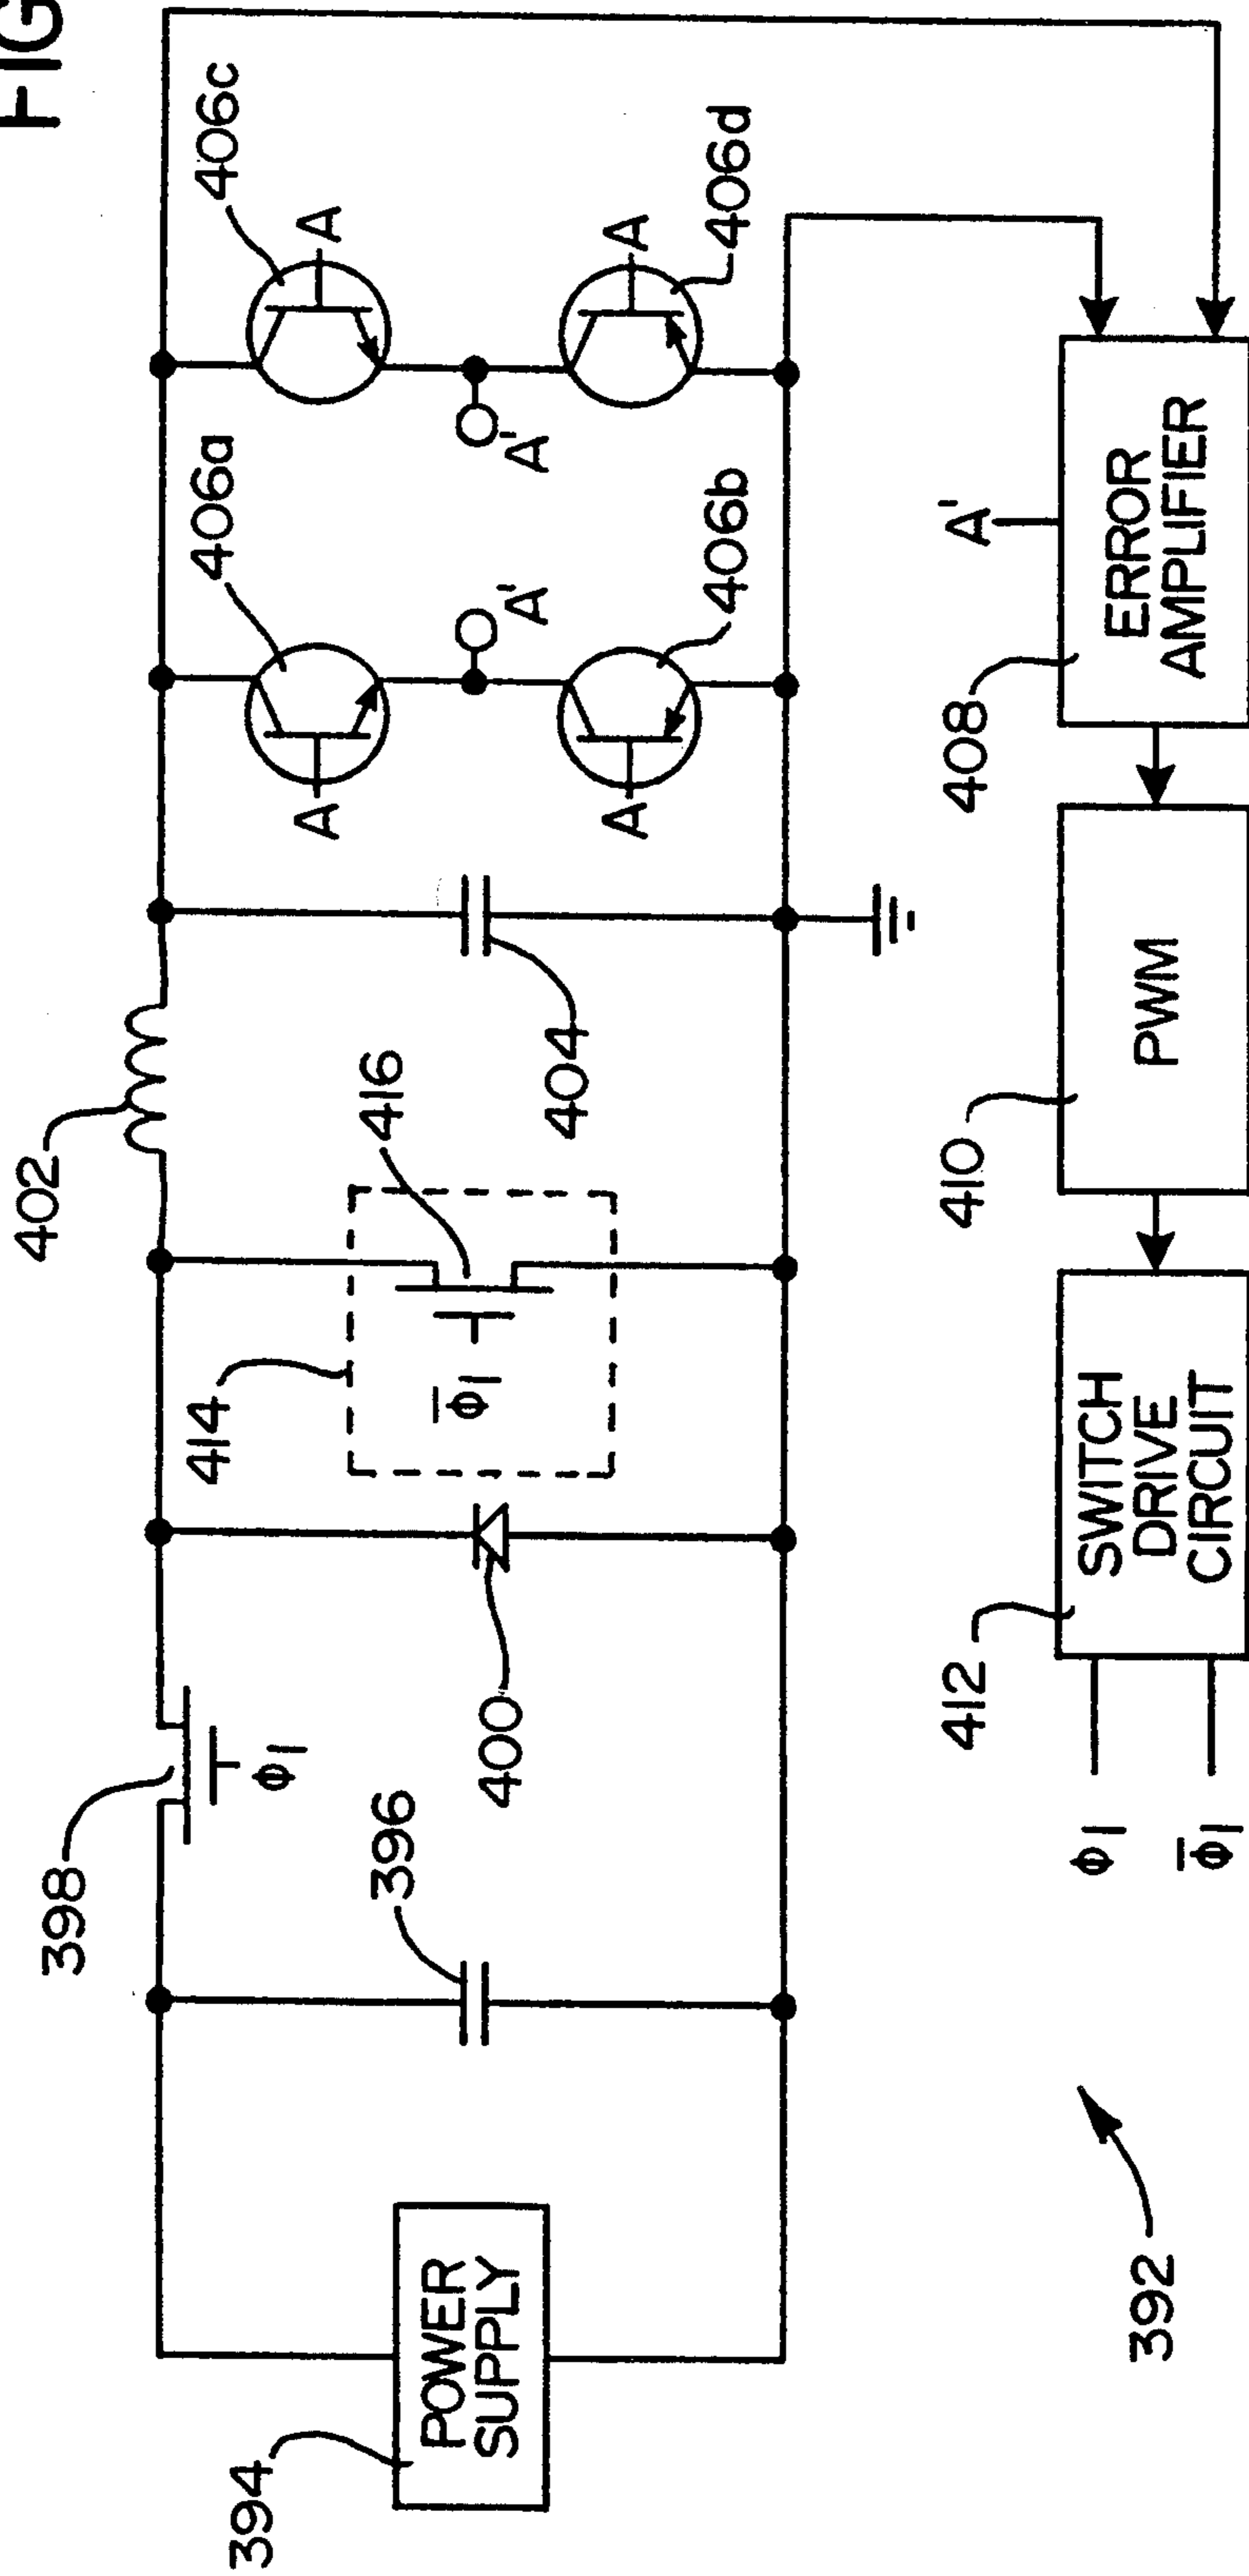 FIG
402
398
414
416
406a
406c
A
A
Φ1
Φ̅1
396
394
POWER
SUPPLY
400
404
A'
A'
A
A
406b
406d
392
412
410
408
A'
Φ1
Φ̅1
SWITCH
DRIVE
CIRCUIT
PWM
ERROR
AMPLIFIER